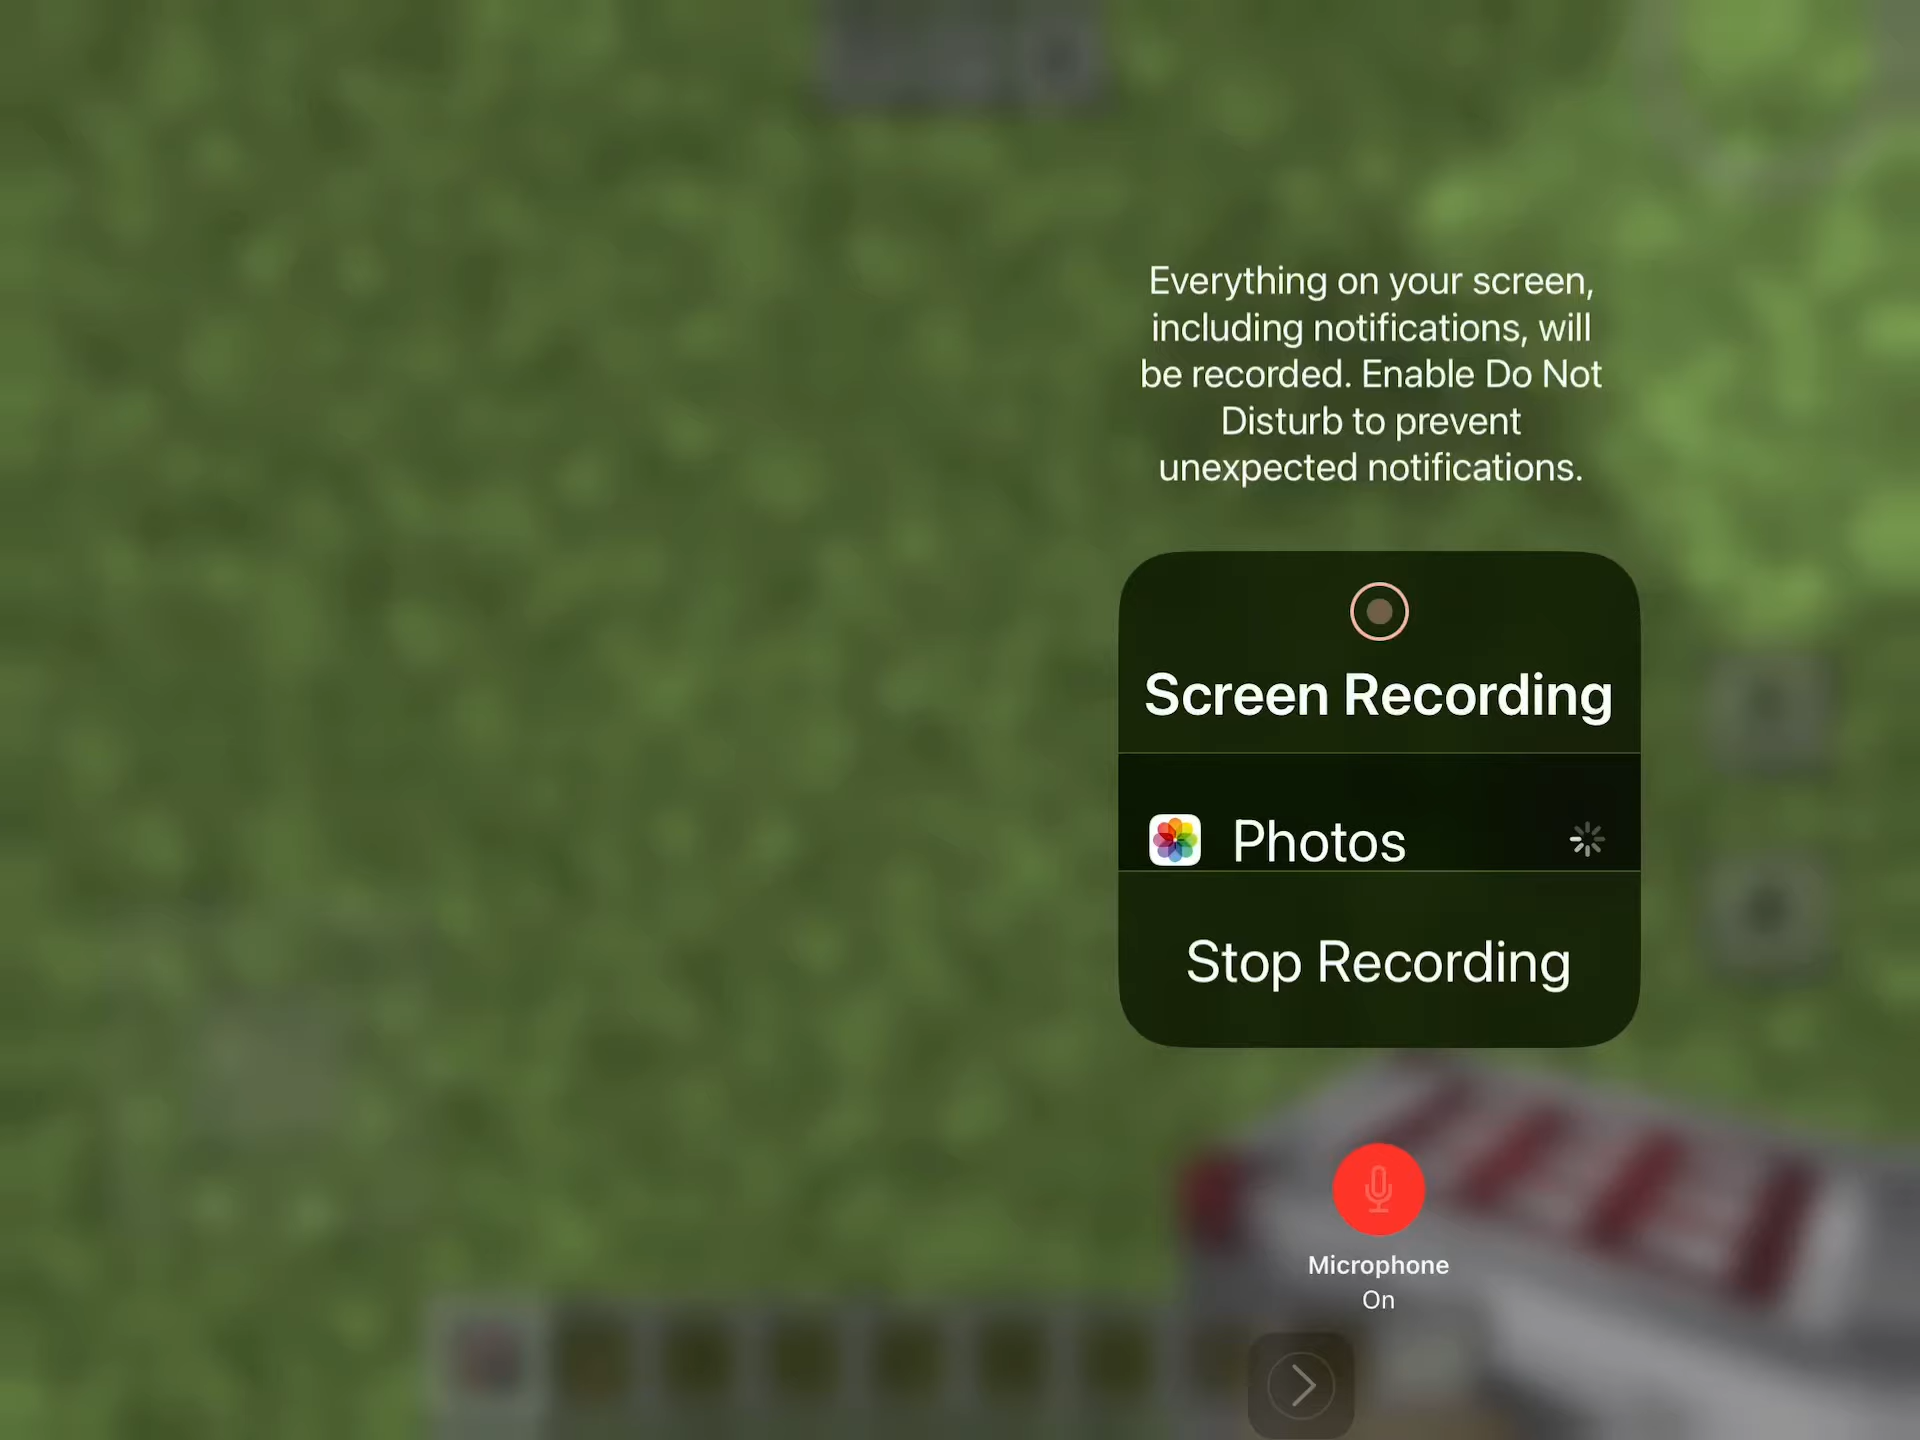 Everything on your screen,
including notifications, will
be recorded. Enable Do Not
Disturb to prevent
unexpected notifications.
Screen Recording
Photos
Stop Recording
Microphone
On